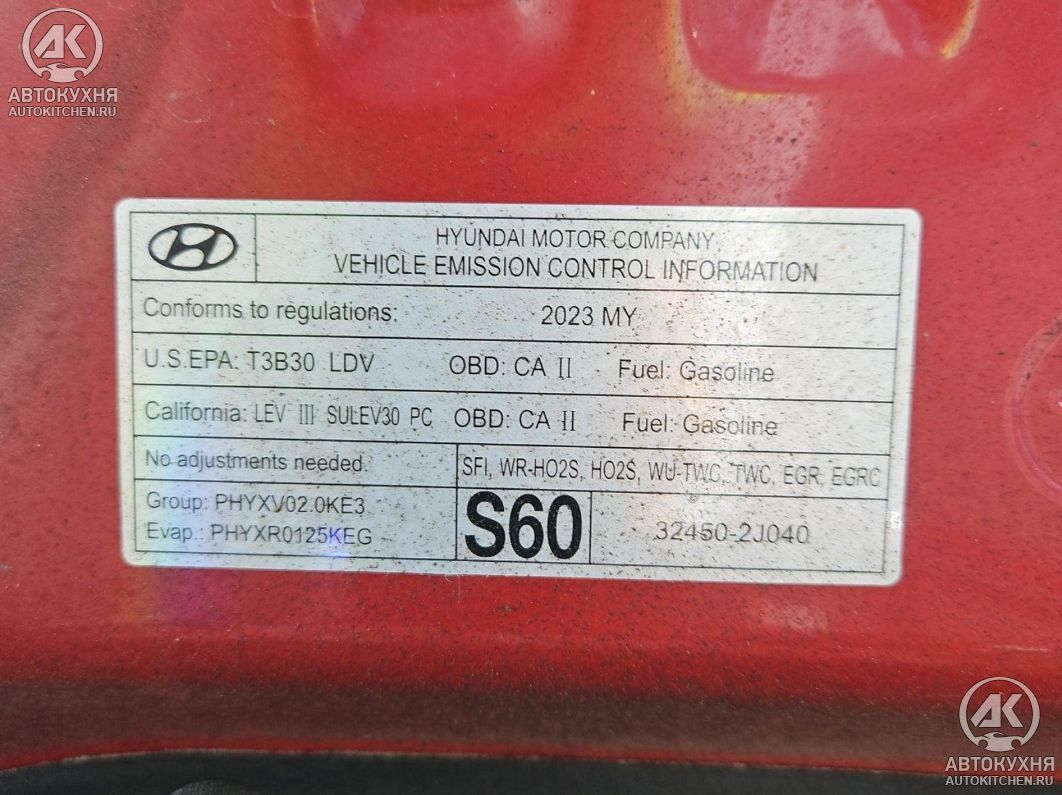 АВТОКУХНЯ
AUTOKITCHEN.RU
HYUNDAI MOTOR COMPANY
VEHICLE EMISSION CONTROL INFORMATION
Conforms to regulations: 2023 MY
U.S.EPA: T3B30 LDV OBD: CA II Fuel: Gasoline
California: LEV III SULEV30 PC OBD: CA II Fuel: Gasoline
No adjustments needed. SFI, WR-HO2S, HO2S, WU-TWC, TWC, EGR, EGRC
Group: PHYXV02.0KE3
Evap.: PHYXR0125KEG
S60
32450-2J040
АВТОКУХНЯ
AUTOKITCHEN.RU